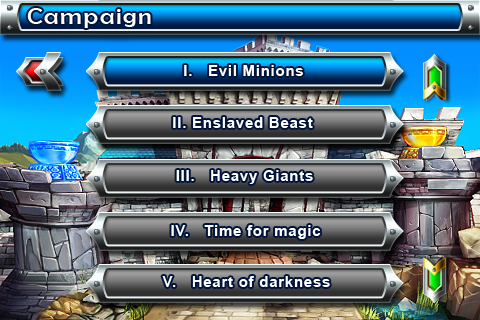 Campaign
I. Evil Minions
II. Enslaved Beast
III. Heavy Giants
IV. Time for magic
V. Heart of darkness